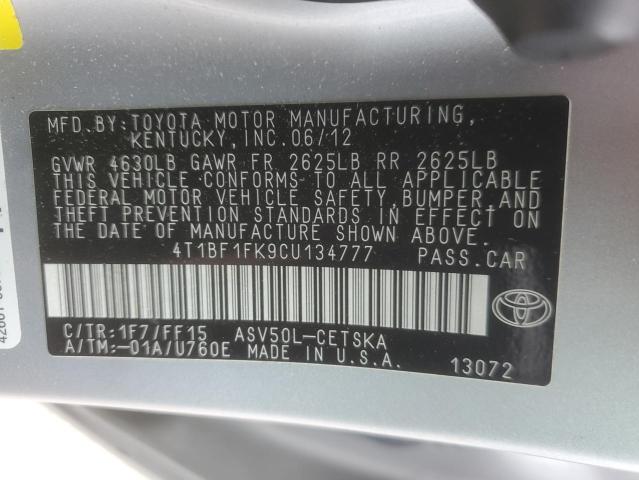 MFD. BY: TOYOTA MOTOR MANUFACTURING,
KENTUCKY, INC. 06/12
GVWR 4630LB GAWR FR 2625LB RR 2625LB
THIS VEHICLE CONFORMS TO ALL APPLICABLE
FEDERAL MOTOR VEHICLE SAFETY, BUMPER, AND
THEFT PREVENTION STANDARDS IN EFFECT ON
THE DATE OF MANUFACTURE SHOWN ABOVE.
4T1BF1FK9CU134777 PASS. CAR
C/TR: 1F7/FF15 ASV50L-CETSKA
A/TM: -01A/U760E MADE IN U.S.A.
13072